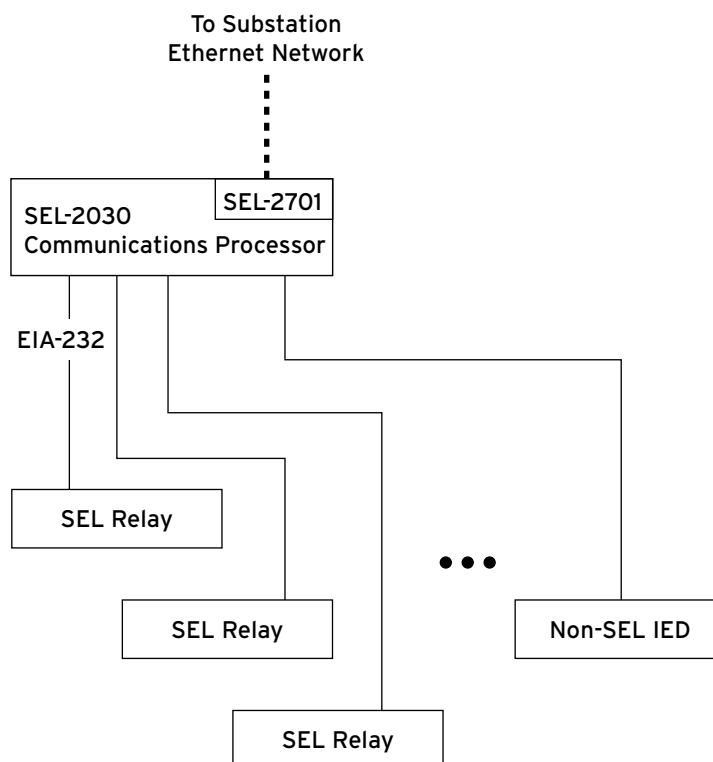 To Substation
Ethernet Network
SEL-2701
SEL-2030
Communications Processor
EIA-232
SEL Relay
SEL Relay
Non-SEL IED
SEL Relay